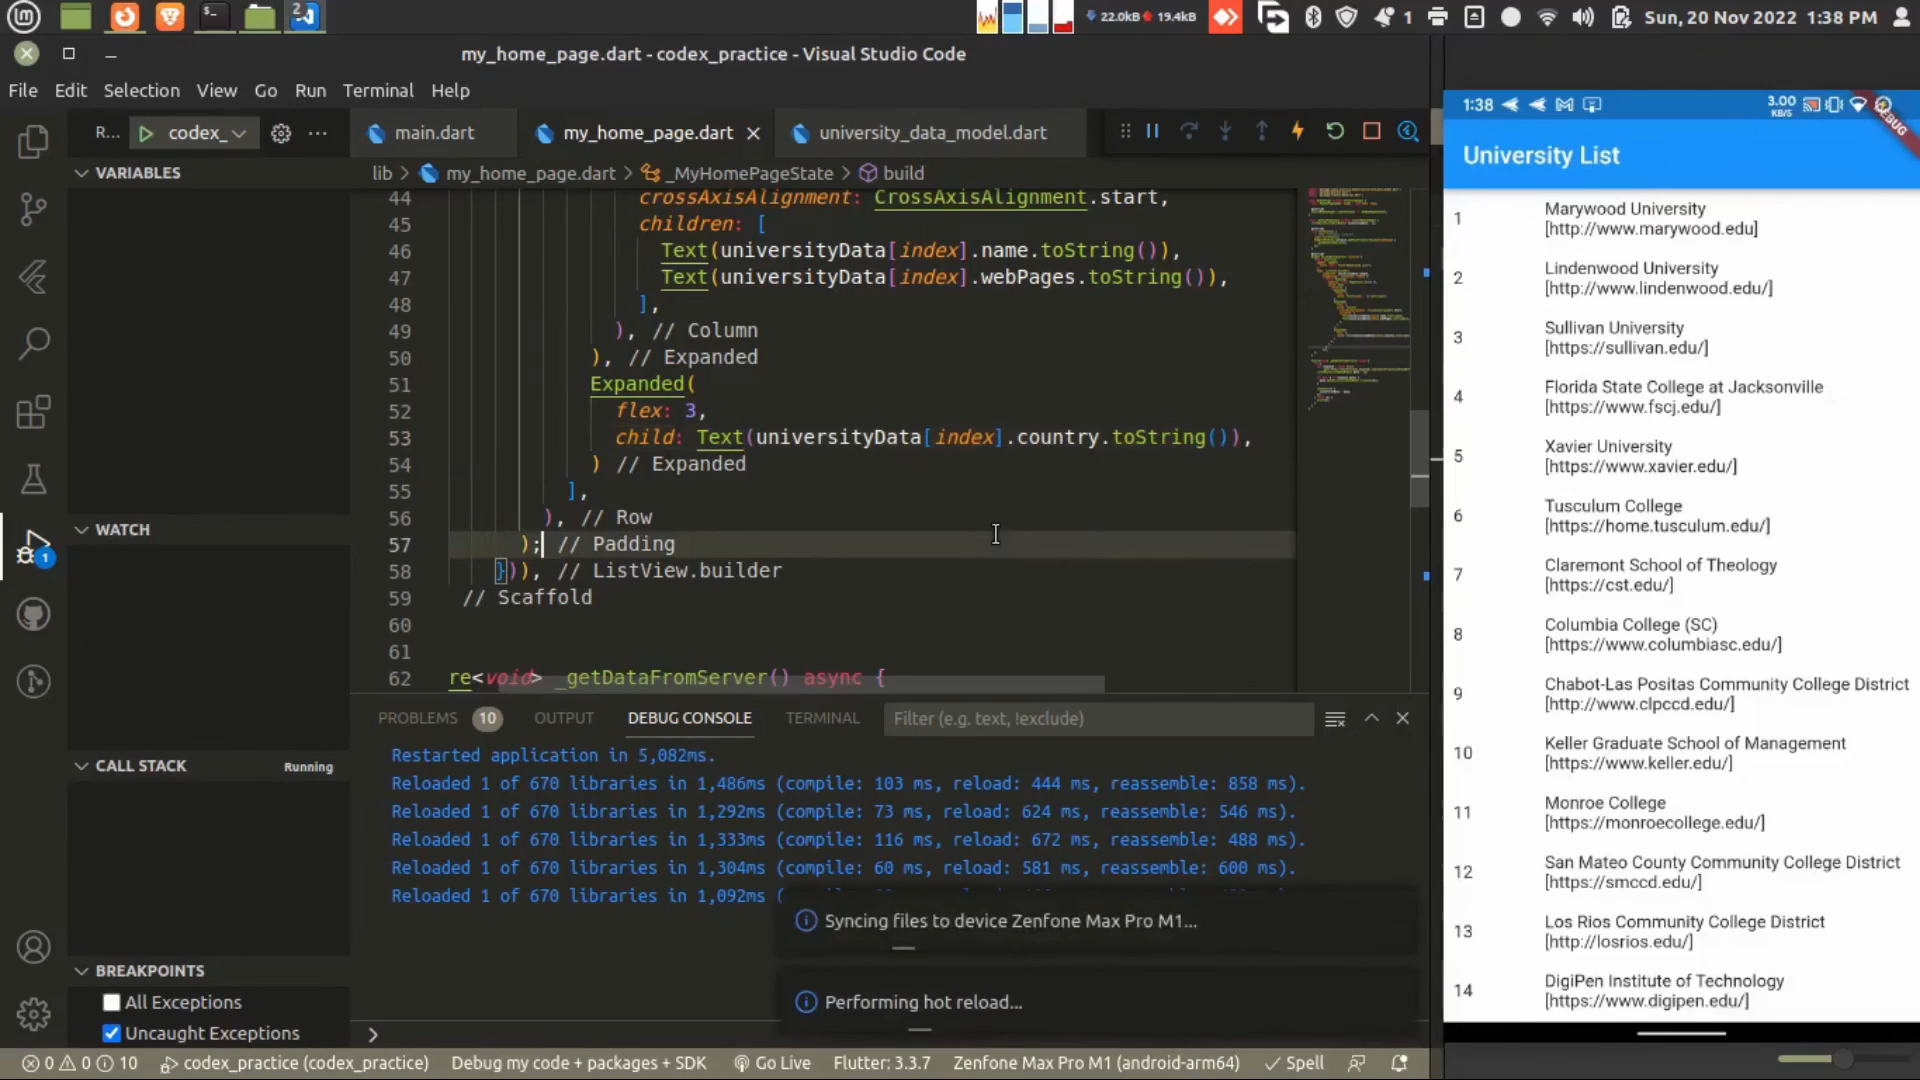 22.0kB 19.4kB
1
Sun, 20 Nov 2022 1:38 PM
my_home_page.dart - codex_practice - Visual Studio Code
File Edit Selection View Go Run Terminal Help
R... codex_ ...
main.dart
my_home_page.dart
university_data_model.dart
lib > my_home_page.dart > _MyHomePageState > build
VARIABLES
WATCH
CALL STACK Running
BREAKPOINTS
All Exceptions
Uncaught Exceptions
1
44 crossAxisAlignment: CrossAxisAlignment.start,
45 children: [
46 Text(universityData[index].name.toString()),
47 Text(universityData[index].webPages.toString()),
48 ],
49 ), // Column
50 ), // Expanded
51 Expanded(
52 flex: 3,
53 child: Text(universityData[index].country.toString()),
54 ) // Expanded
55 ],
56 ), // Row
57 ); // Padding
58 })), // ListView.builder
59 // Scaffold
60
61
62 re<void> _getDataFromServer() async {
PROBLEMS 10 OUTPUT DEBUG CONSOLE TERMINAL Filter (e.g. text, !exclude)
Restarted application in 5,082ms.
Reloaded 1 of 670 libraries in 1,486ms (compile: 103 ms, reload: 444 ms, reassemble: 858 ms).
Reloaded 1 of 670 libraries in 1,292ms (compile: 73 ms, reload: 624 ms, reassemble: 546 ms).
Reloaded 1 of 670 libraries in 1,333ms (compile: 116 ms, reload: 672 ms, reassemble: 488 ms).
Reloaded 1 of 670 libraries in 1,304ms (compile: 60 ms, reload: 581 ms, reassemble: 600 ms).
Reloaded 1 of 670 libraries in 1,092ms (
Syncing files to device Zenfone Max Pro M1...
Performing hot reload...
0 0 10 codex_practice (codex_practice) Debug my code + packages + SDK Go Live Flutter: 3.3.7 Zenfone Max Pro M1 (android-arm64) Spell
1:38
3.00
KB/S
DEBUG
University List
1
Marywood University
[http://www.marywood.edu]
2
Lindenwood University
[http://www.lindenwood.edu/]
3
Sullivan University
[https://sullivan.edu/]
4
Florida State College at Jacksonville
[https://www.fscj.edu/]
5
Xavier University
[https://www.xavier.edu/]
6
Tusculum College
[https://home.tusculum.edu/]
7
Claremont School of Theology
[https://cst.edu/]
8
Columbia College (SC)
[https://www.columbiasc.edu/]
9
Chabot-Las Positas Community College District
[http://www.clpccd.edu/]
10
Keller Graduate School of Management
[https://www.keller.edu/]
11
Monroe College
[https://monroecollege.edu/]
12
San Mateo County Community College District
[https://smccd.edu/]
13
Los Rios Community College District
[http://losrios.edu/]
14
DigiPen Institute of Technology
[https://www.digipen.edu/]